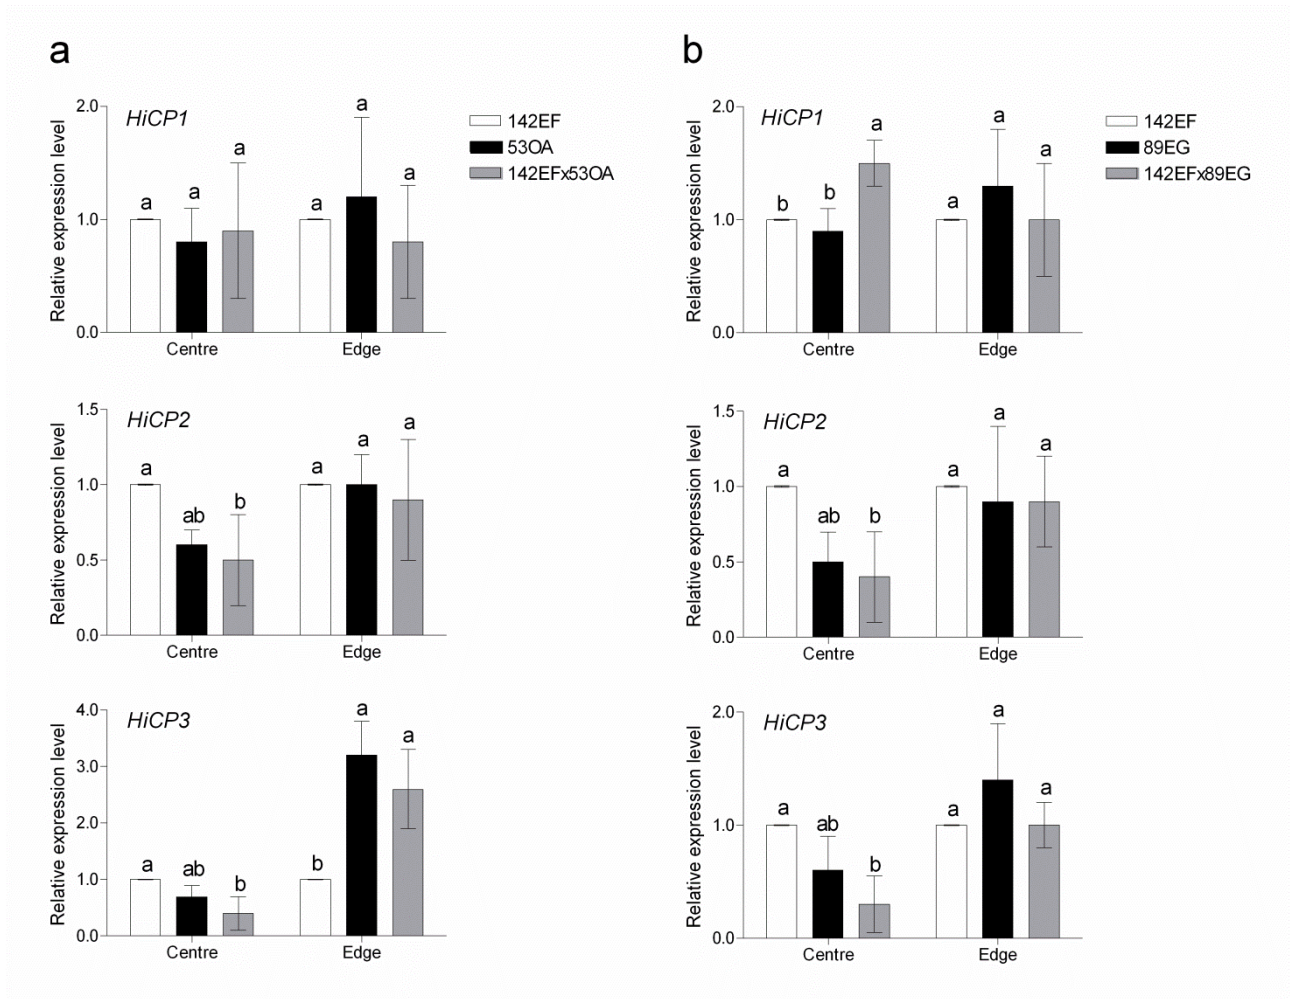 a
HiCP1
Relative expression level
2.0
1.0
0.0
a
a
a
a
a
a
Centre
Edge
142EF
53OA
142EFx53OA
HiCP2
Relative expression level
1.5
1.0
0.5
0.0
a
ab
b
a
a
a
Centre
Edge
HiCP3
Relative expression level
4.0
3.0
2.0
1.0
0.0
a
ab
b
b
a
a
Centre
Edge
b
HiCP1
Relative expression level
2.0
1.0
0.0
b
b
a
a
a
a
Centre
Edge
142EF
89EG
142EFx89EG
HiCP2
Relative expression level
1.5
1.0
0.5
0.0
a
ab
b
a
a
a
Centre
Edge
HiCP3
Relative expression level
2.0
1.0
0.0
a
ab
b
a
a
a
Centre
Edge